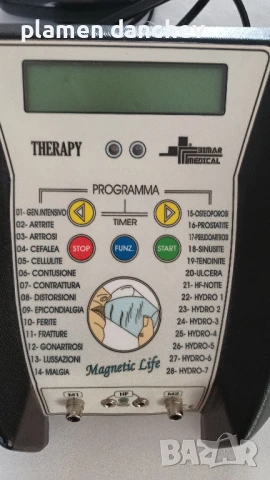 plamen danchev
THERAPY
BIMAR
MEDICAL
PROGRAMMA
TIMER
STOP
FUNZ.
START
01- GEN.INTENSIVO
02- ARTRITE
03- ARTROSI
04- CEFALEA
05- CELLULITE
06- CONTUSIONE
07- CONTRATTURA
08- DISTORSIONI
09- EPICONDIALGIA
10- FERITE
11- FRATTURE
12- GONARTROSI
13- LUSSAZIONI
14- MIALGIA
15-OSTEOPOROSI
16-PROSTATITE
17-PSEUDOARTROSI
18-SINUSITE
19-TENDINITE
20-ULCERA
21- HF-NOTTE
22- HYDRO 1
23- HYDRO 2
24- HYDRO-3
25- HYDRO-4
26- HYDRO-5
27- HYDRO-6
28- HYDRO-7
Magnetic Life
M1
HF
M2
bazar